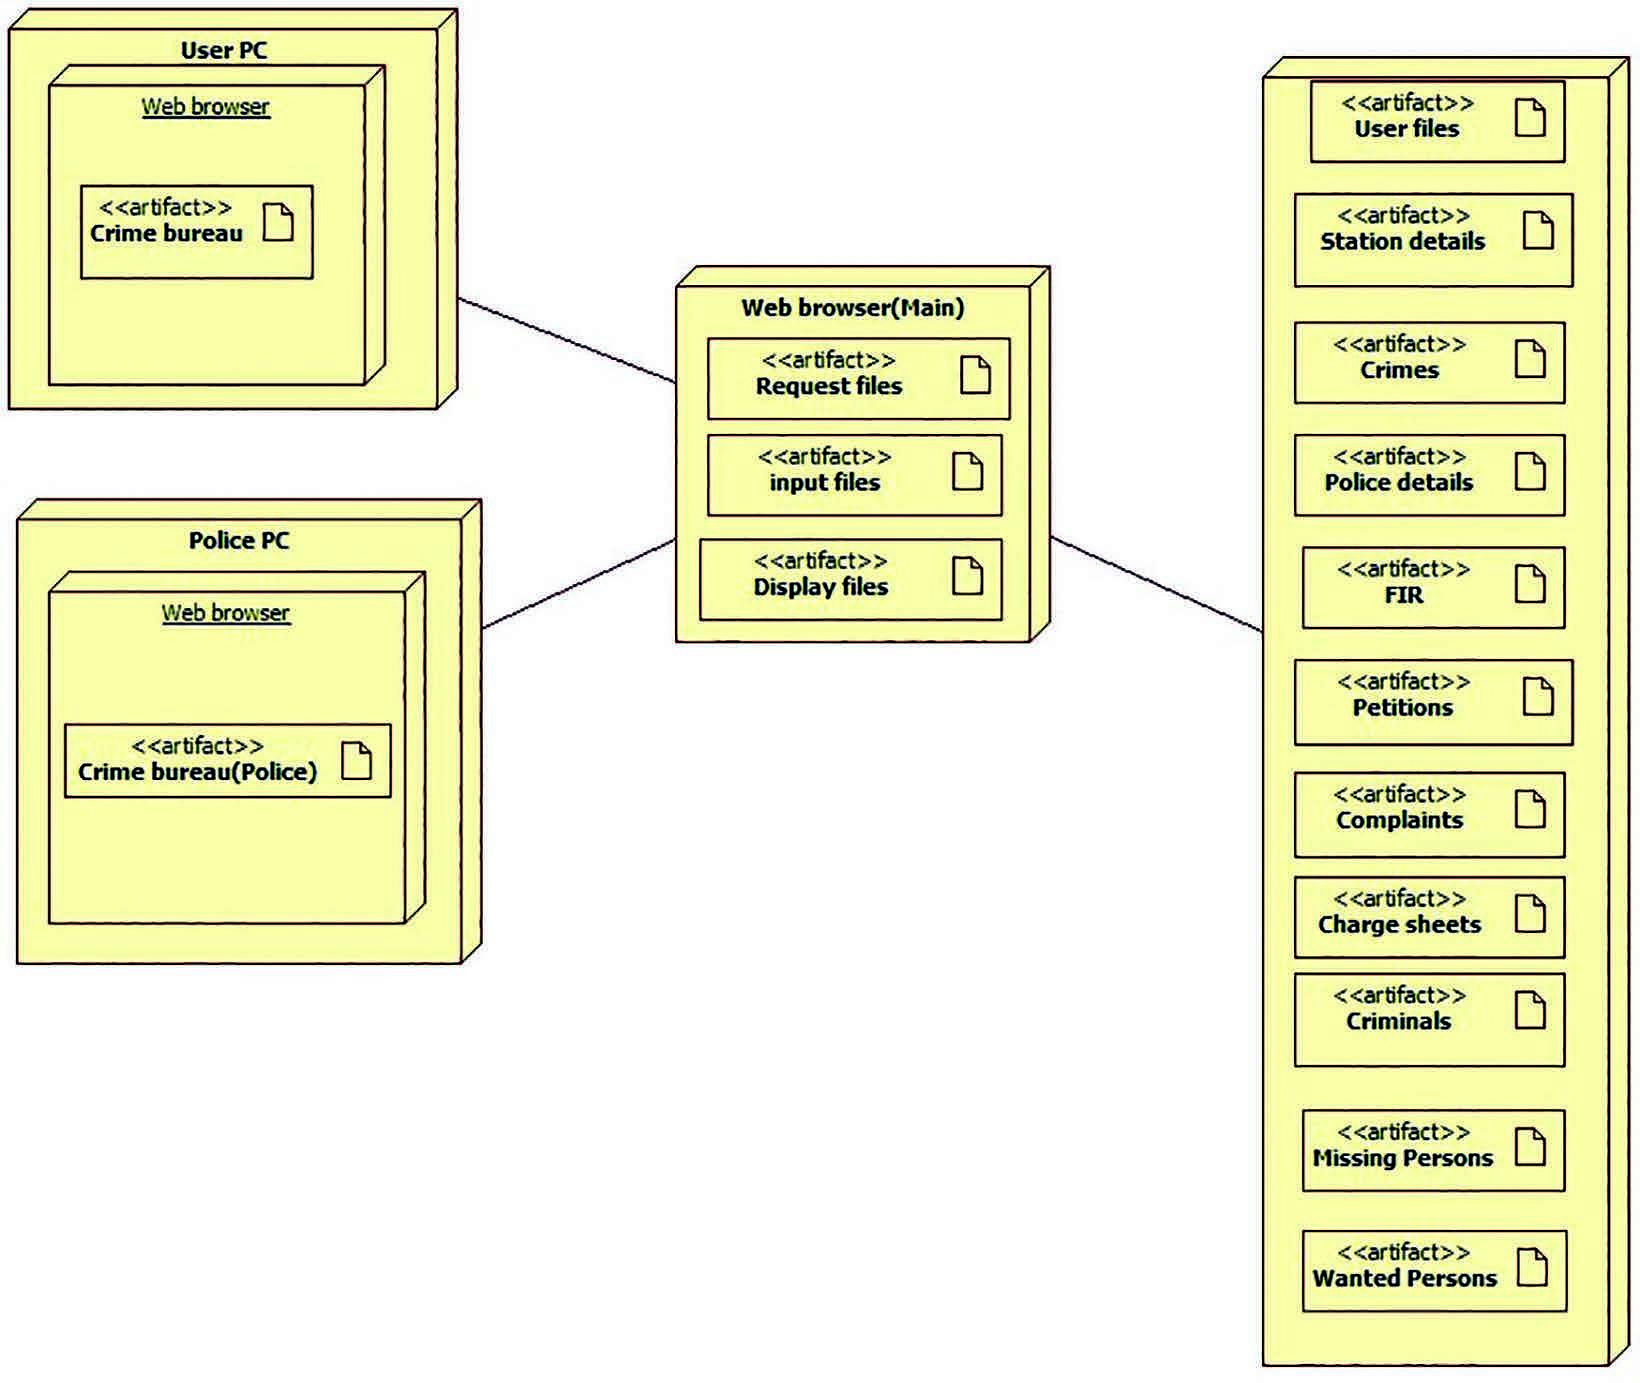 User PC
Web browser
<<artifact>>
Crime bureau
Police PC
Web browser
<<artifact>>
Crime bureau(Police)
Web browser(Main)
<<artifact>>
Request files
<<artifact>>
input files
<<artifact>>
Display files
<<artifact>>
User files
<<artifact>>
Station details
<<artifact>>
Crimes
<<artifact>>
Police details
<<artifact>>
FIR
<<artifact>>
Petitions
<<artifact>>
Complaints
<<artifact>>
Charge sheets
<<artifact>>
Criminals
<<artifact>>
Missing Persons
<<artifact>>
Wanted Persons